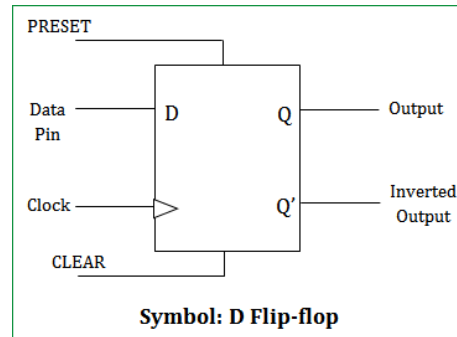 PRESET
Data
Pin
D
Q
Output
Clock
Q'
Inverted
Output
CLEAR
Symbol: D Flip-flop